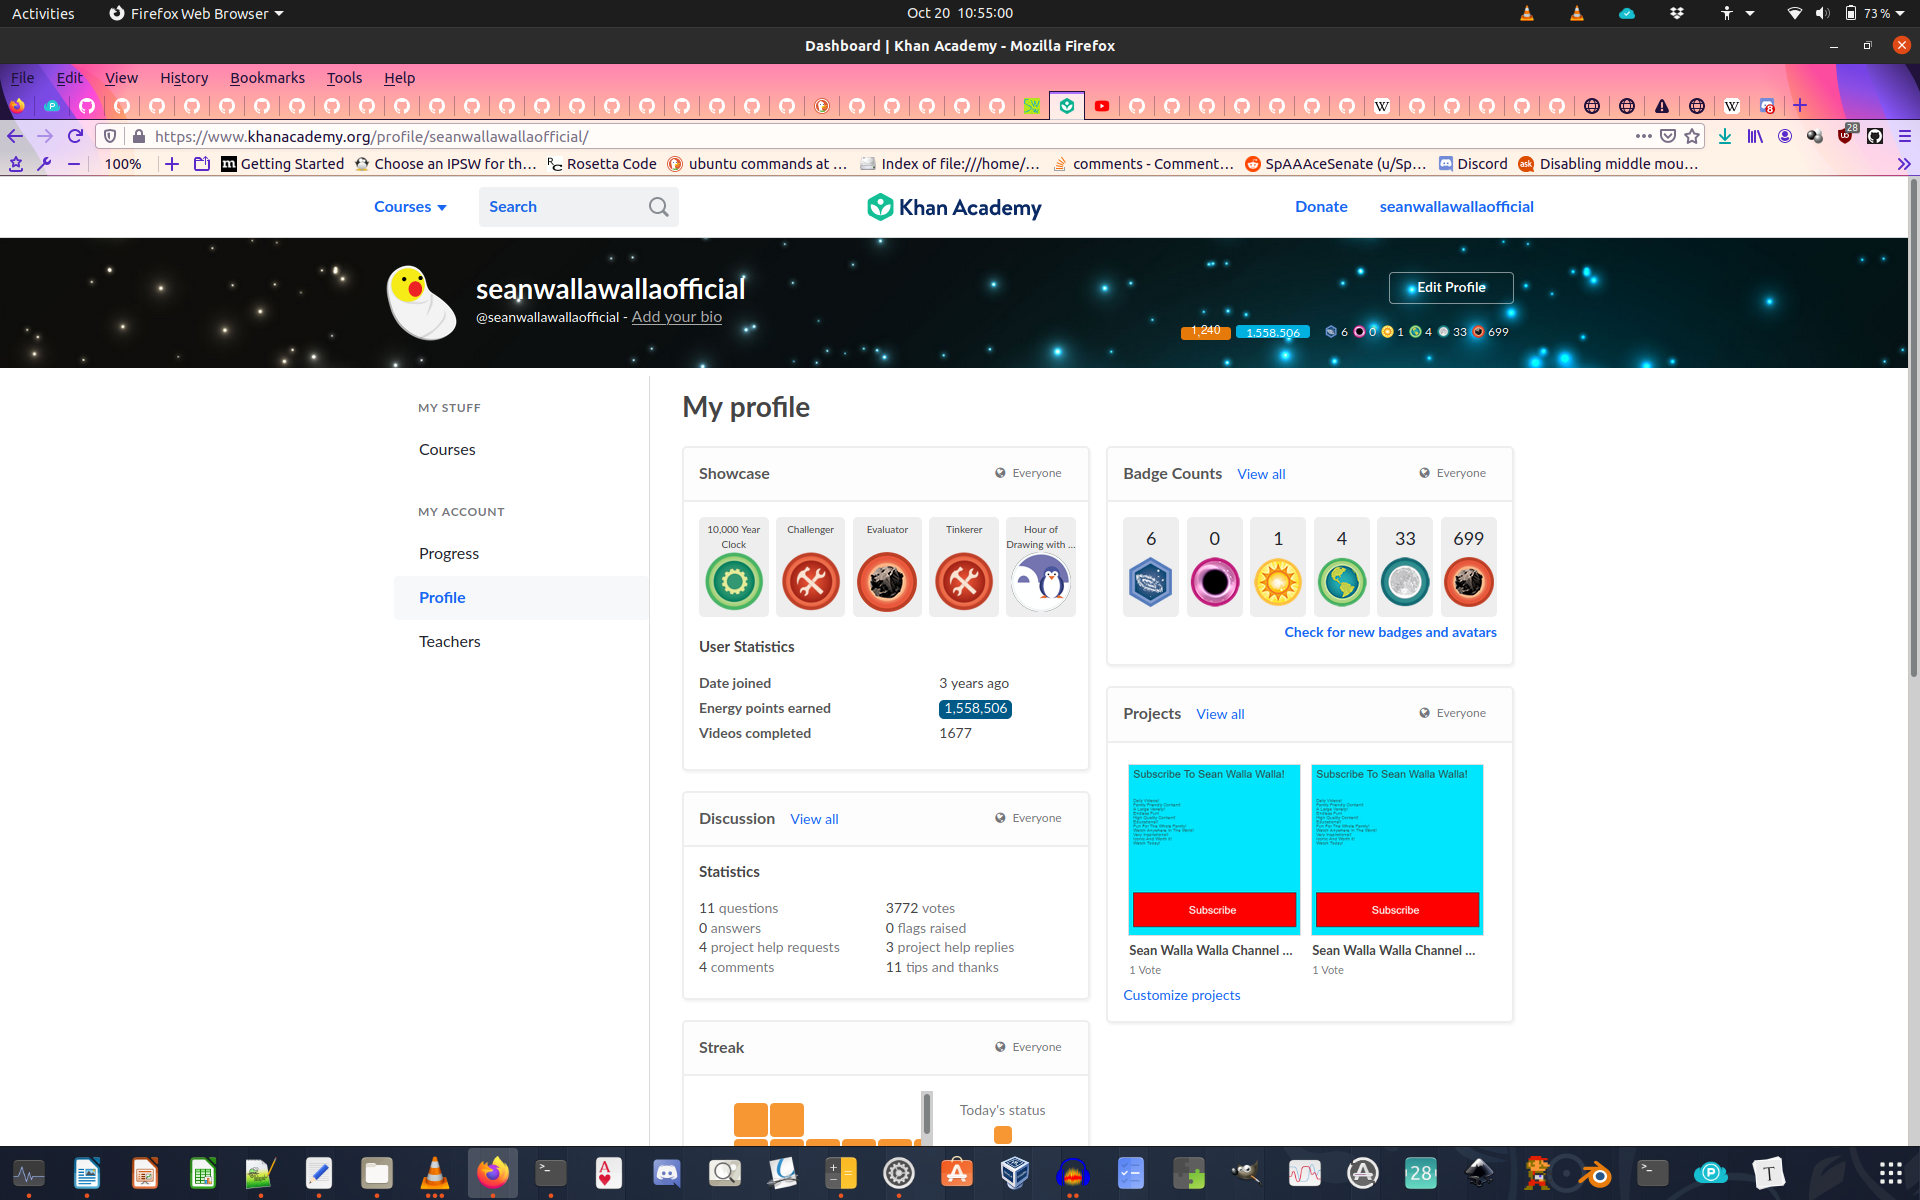 Activities
Firefox Web Browser
Oct 20 10:55:00
73 %
Dashboard | Khan Academy - Mozilla Firefox
File Edit View History Bookmarks Tools Help
https://www.khanacademy.org/profile/seanwallawallaofficial/
28
100%
Getting Started
Choose an IPSW for th…
Rosetta Code
ubuntu commands at …
Index of file:///home/…
comments - Comment…
SpAAAceSenate (u/Sp…
Discord
Disabling middle mou…
Courses
Search
Khan Academy
Donate
seanwallawallaofficial
seanwallawallaofficial
@seanwallawallaofficial - Add your bio
Edit Profile
1,240
1,558,506
6 0 1 4 33 699
MY STUFF
Courses
MY ACCOUNT
Progress
Profile
Teachers
My profile
Showcase
Everyone
10,000 Year Clock
Challenger
Evaluator
Tinkerer
Hour of Drawing with ...
User Statistics
Date joined 3 years ago
Energy points earned 1,558,506
Videos completed 1677
Badge Counts View all
Everyone
6 0 1 4 33 699
Check for new badges and avatars
Projects View all
Everyone
Subscribe To Sean Walla Walla!
Subscribe
Sean Walla Walla Channel ...
1 Vote
Subscribe To Sean Walla Walla!
Subscribe
Sean Walla Walla Channel ...
1 Vote
Customize projects
Discussion View all
Everyone
Statistics
11 questions
0 answers
4 project help requests
4 comments
3772 votes
0 flags raised
3 project help replies
11 tips and thanks
Streak
Everyone
Today's status
28